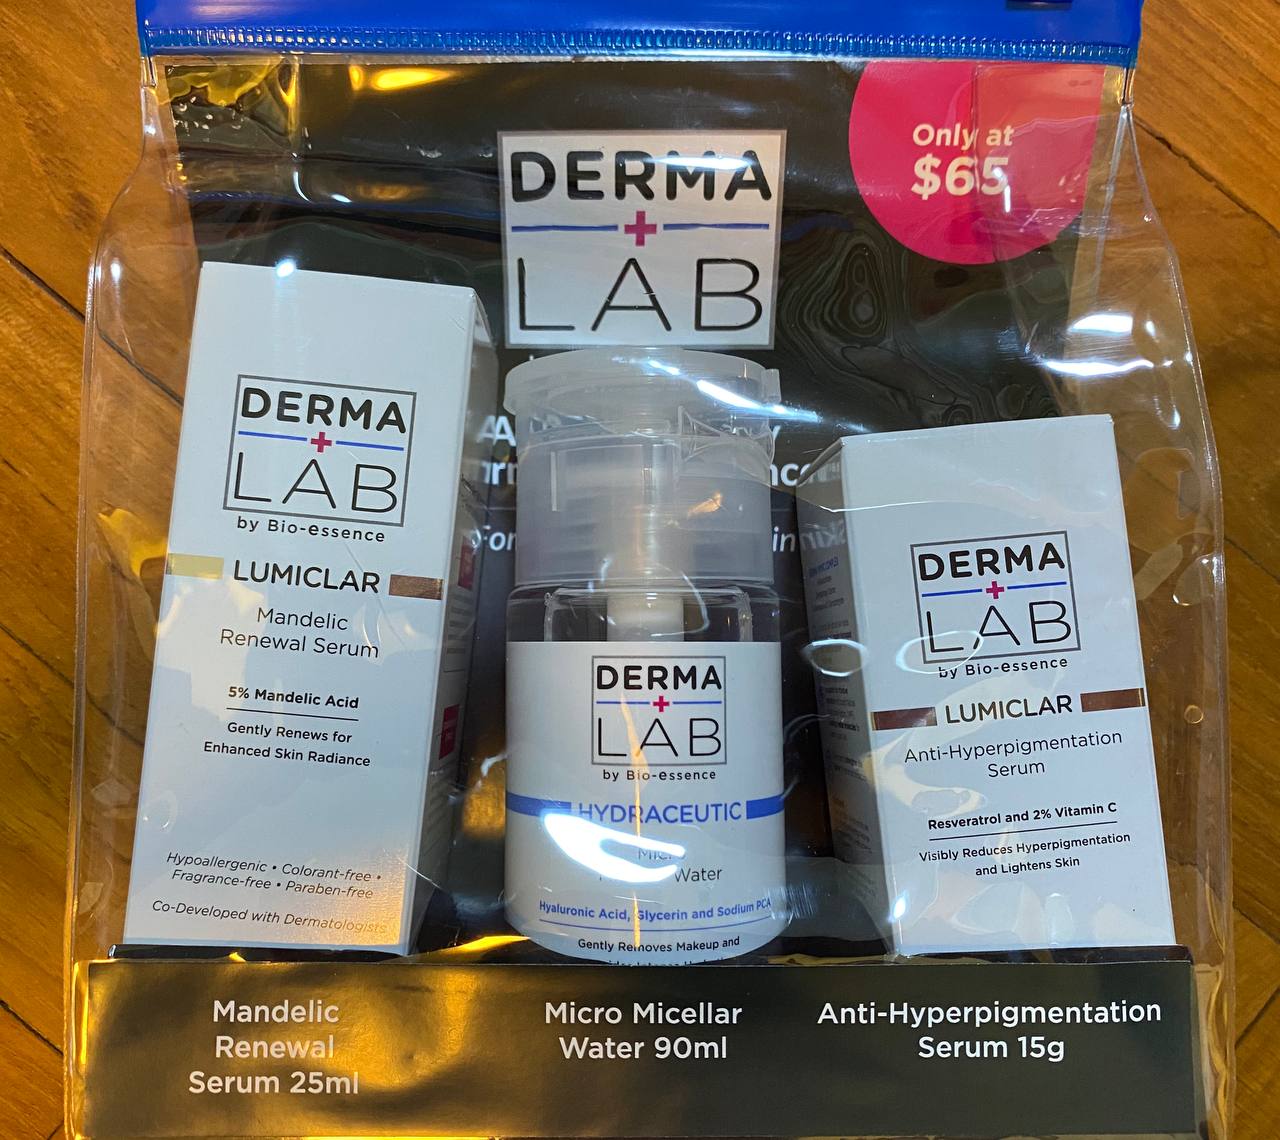 Only at
$65
DERMA
LAB
DERMA
LAB
by Bio-essence
LUMICLAR
Mandelic
Renewal Serum
5% Mandelic Acid
Gently Renews for
Enhanced Skin Radiance
Hypoallergenic • Colorant-free •
Fragrance-free • Paraben-free
Co-Developed with Dermatologists
DERMA
LAB
by Bio-essence
HYDRACEUTIC
Water
Hyaluronic Acid, Glycerin and Sodium PCA
Gently Removes Makeup and
DERMA
LAB
by Bio-essence
LUMICLAR
Anti-Hyperpigmentation
Serum
Resveratrol and 2% Vitamin C
Visibly Reduces Hyperpigmentation
and Lightens Skin
Mandelic
Renewal
Serum 25ml
Micro Micellar
Water 90ml
Anti-Hyperpigmentation
Serum 15g